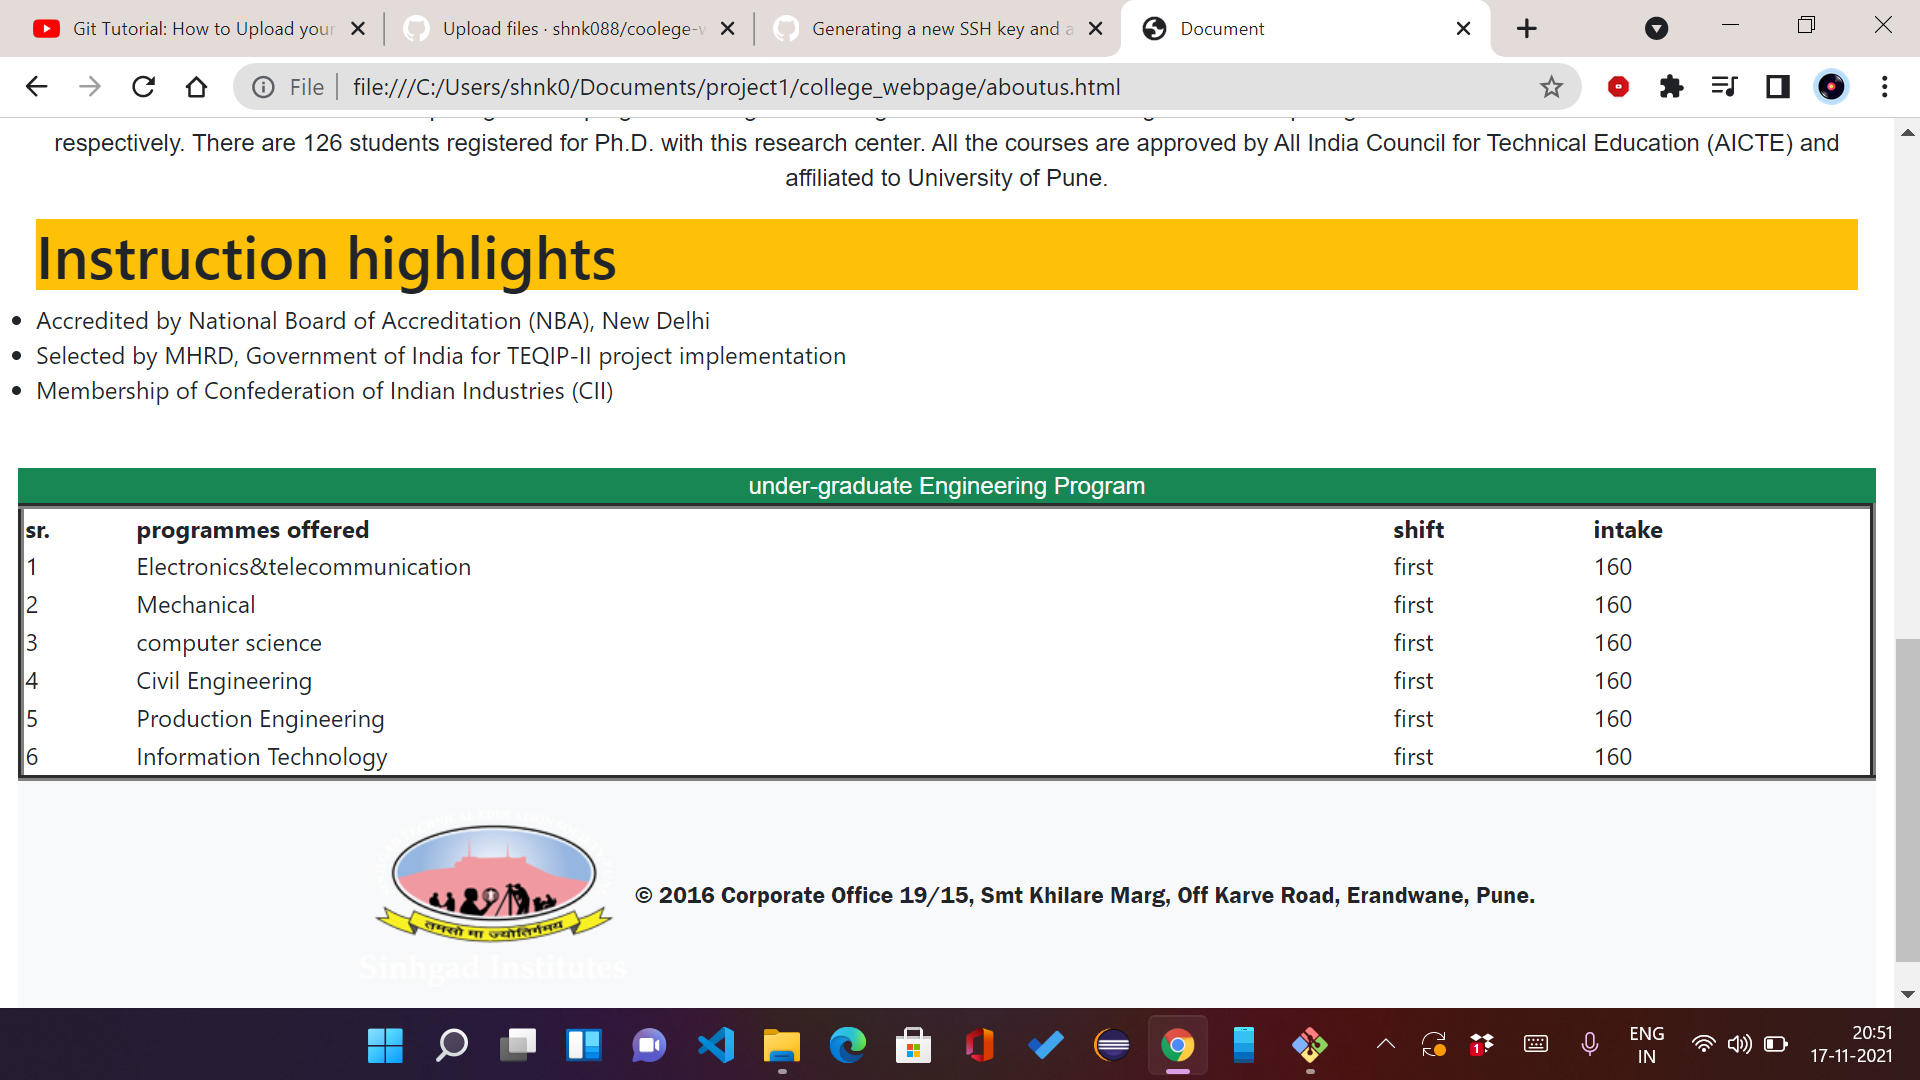 Git Tutorial: How to Upload your
Upload files · shnk088/coolege-w
Generating a new SSH key and a
Document
File
file:///C:/Users/shnk0/Documents/project1/college_webpage/aboutus.html
respectively. There are 126 students registered for Ph.D. with this research center. All the courses are approved by All India Council for Technical Education (AICTE) and
affiliated to University of Pune.
Instruction highlights
Accredited by National Board of Accreditation (NBA), New Delhi
Selected by MHRD, Government of India for TEQIP-II project implementation
Membership of Confederation of Indian Industries (CII)
under-graduate Engineering Program
sr. programmes offered shift intake
1 Electronics&telecommunication first 160
2 Mechanical first 160
3 computer science first 160
4 Civil Engineering first 160
5 Production Engineering first 160
6 Information Technology first 160
तमसो मा ज्योतिर्गमय
Sinhgad Institutes
© 2016 Corporate Office 19/15, Smt Khilare Marg, Off Karve Road, Erandwane, Pune.
1
ENG
IN
20:51
17-11-2021